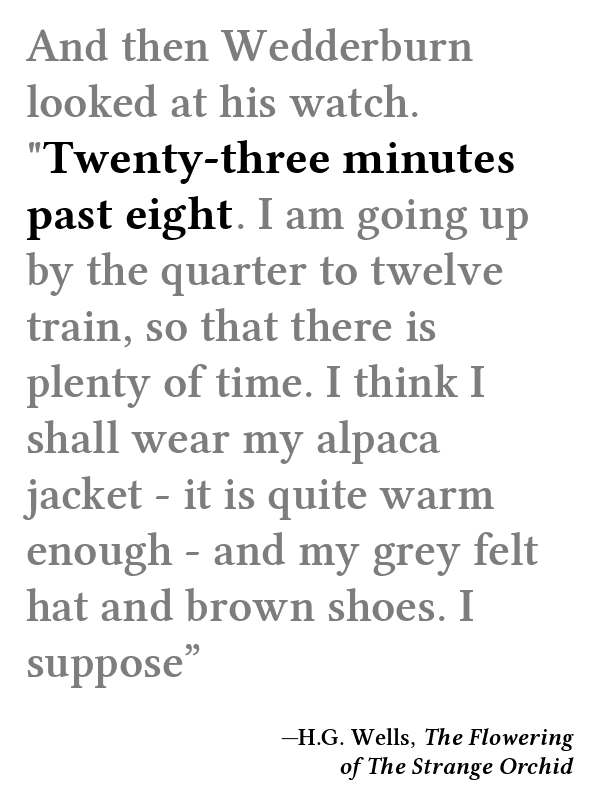 And then Wedderburn
looked at his watch.
"Twenty-three minutes
past eight. I am going up
by the quarter to twelve
train, so that there is
plenty of time. I think I
shall wear my alpaca
jacket - it is quite warm
enough - and my grey felt
hat and brown shoes. I
suppose”
—H.G. Wells, The Flowering
of The Strange Orchid